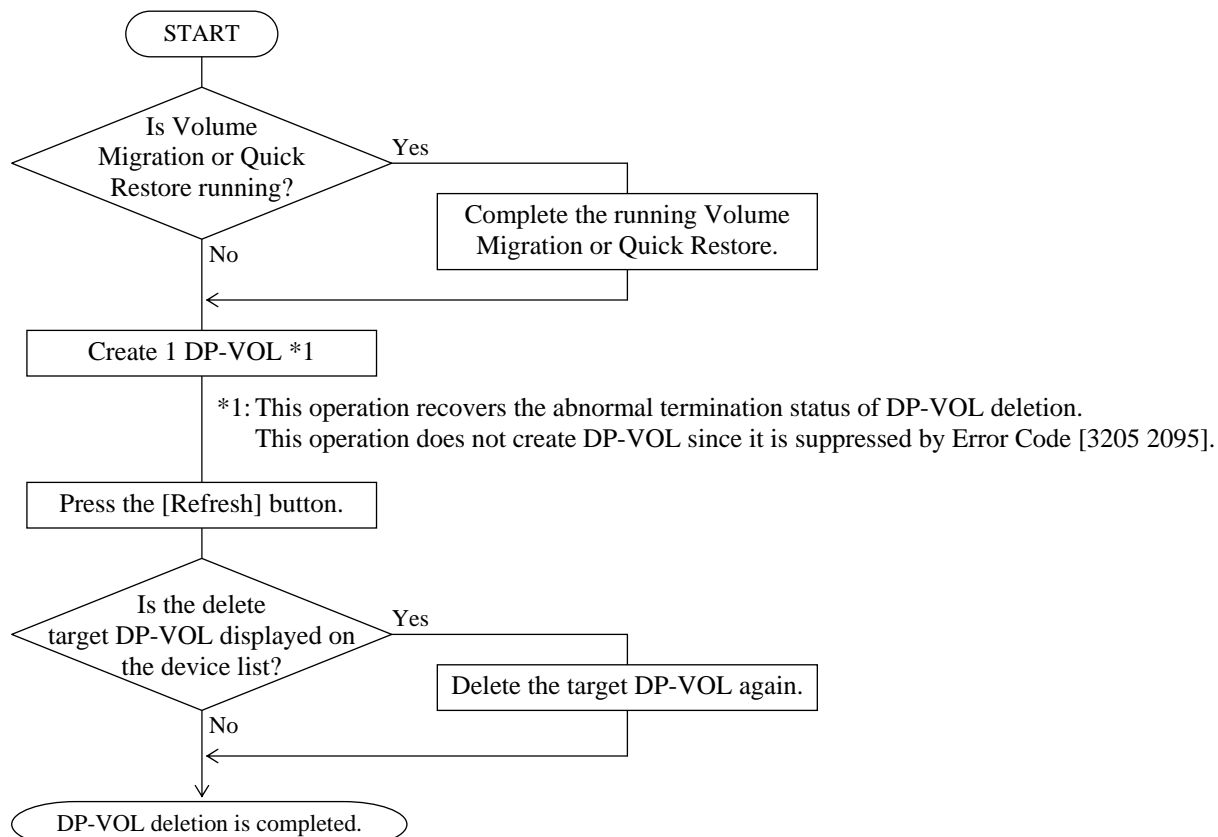 START
Is Volume
Migration or Quick
Restore running?
Yes
Complete the running Volume
Migration or Quick Restore.
No
Create 1 DP-VOL *1
*1: This operation recovers the abnormal termination status of DP-VOL deletion.
This operation does not create DP-VOL since it is suppressed by Error Code [3205 2095].
Press the [Refresh] button.
Is the delete
target DP-VOL displayed on
the device list?
Yes
Delete the target DP-VOL again.
No
DP-VOL deletion is completed.